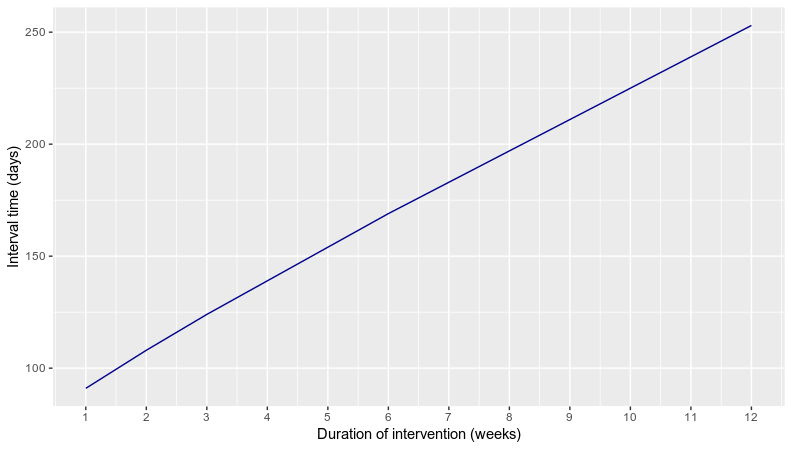 250
200
150
100
Interval time (days)
1 2 3 4 5 6 7 8 9 10 11 12
Duration of intervention (weeks)